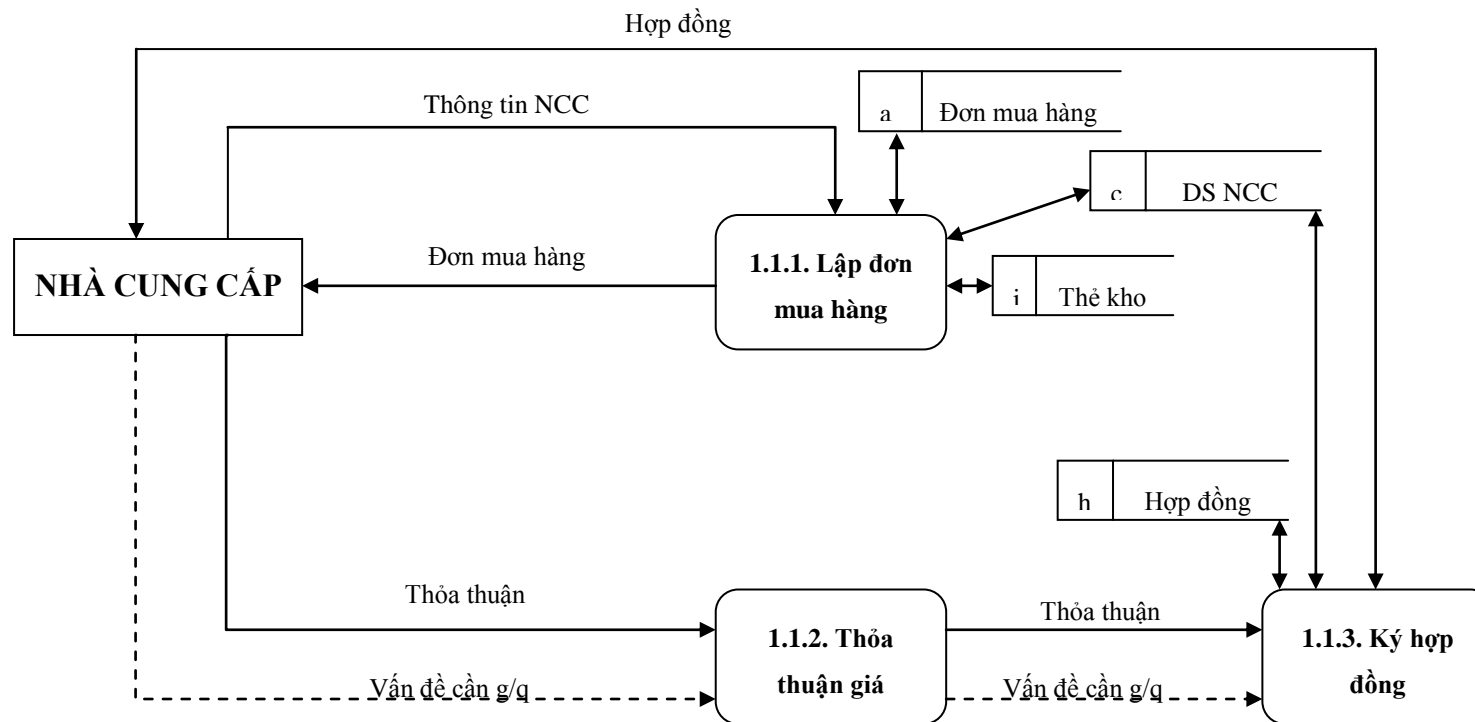 Hợp đồng
Thông tin NCC
a Đơn mua hàng
c DS NCC
NHÀ CUNG CẤP
Đơn mua hàng
1.1.1. Lập đơn
mua hàng
i Thẻ kho
h Hợp đồng
Thỏa thuận
1.1.2. Thỏa
thuận giá
Thỏa thuận
1.1.3. Ký hợp
đồng
Vấn đề cần g/q
Vấn đề cần g/q